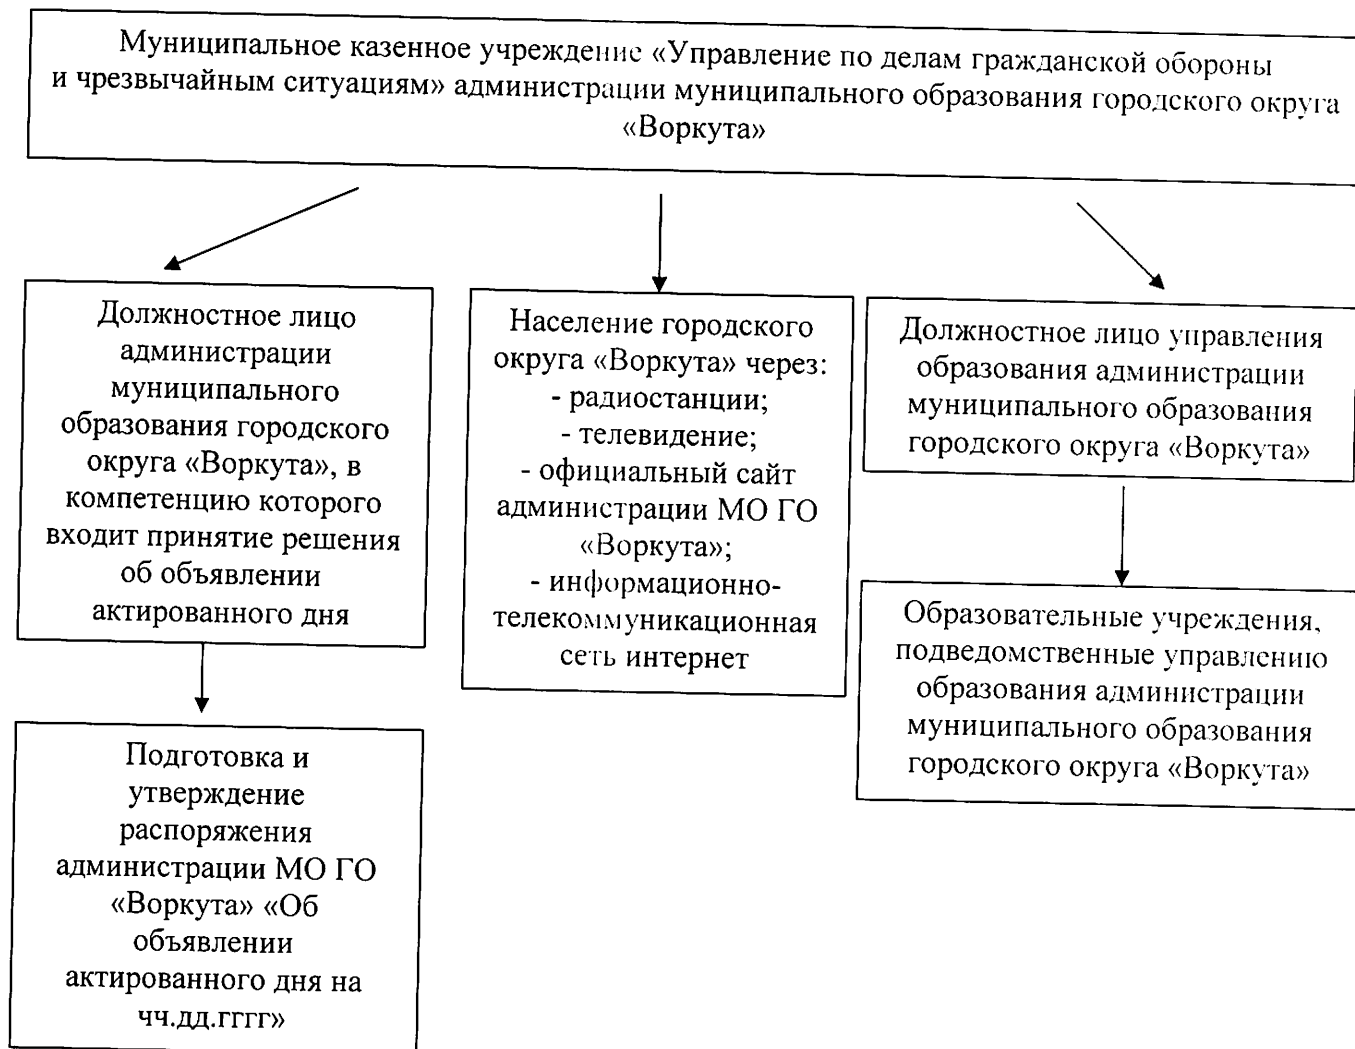 Муниципальное казенное учреждение «Управление по делам гражданской обороны
и чрезвычайным ситуациям» администрации муниципального образования городского округа
«Воркута»
Должностное лицо
администрации
муниципального
образования городского
округа «Воркута», в
компетенцию которого
входит принятие решения
об объявлении
актированного дня
Подготовка и
утверждение
распоряжения
администрации МО ГО
«Воркута» «Об
объявлении
актированного дня на
чч.дд.гггг»
Население городского
округа «Воркута» через:
- радиостанции;
- телевидение;
- официальный сайт
администрации МО ГО
«Воркута»;
- информационно-
телекоммуникационная
сеть интернет
Должностное лицо управления
образования администрации
муниципального образования
городского округа «Воркута»
Образовательные учреждения,
подведомственные управлению
образования администрации
муниципального образования
городского округа «Воркута»